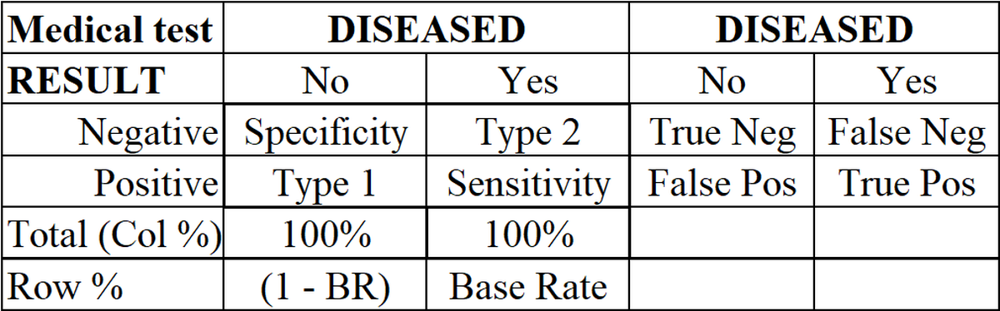 Medical test DISEASED DISEASED
RESULT No Yes No Yes
Negative Specificity Type 2 True Neg False Neg
Positive Type 1 Sensitivity False Pos True Pos
Total (Col %) 100% 100%
Row % (1 - BR) Base Rate